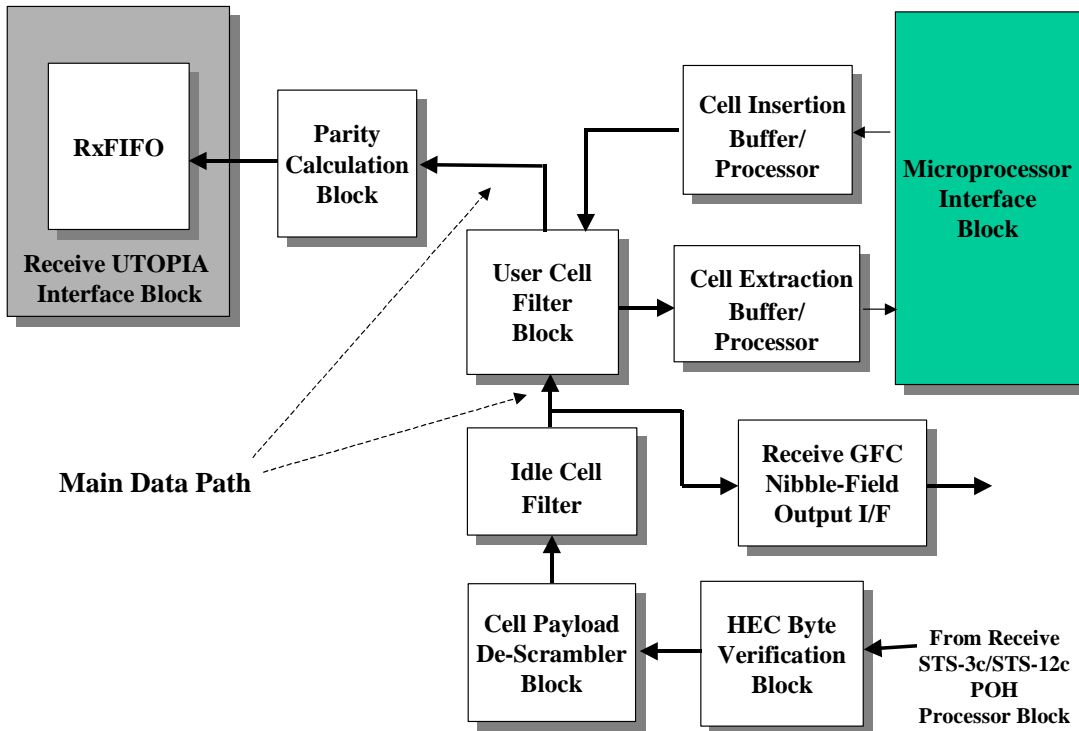 RxFIFO
Receive UTOPIA
Interface Block
Parity
Calculation
Block
Cell Insertion
Buffer/
Processor
Microprocessor
Interface
Block
User Cell
Filter
Block
Cell Extraction
Buffer/
Processor
Main Data Path
Idle Cell
Filter
Receive GFC
Nibble-Field
Output I/F
Cell Payload
De-Scrambler
Block
HEC Byte
Verification
Block
From Receive
STS-3c/STS-12c
POH
Processor Block